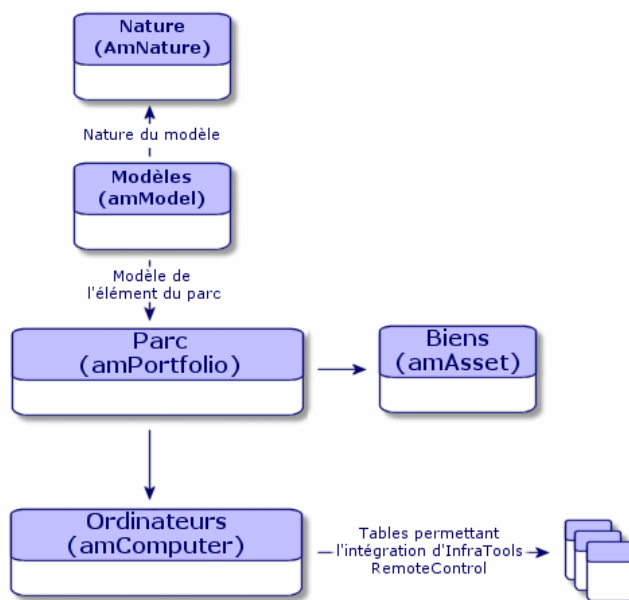 Nature
(AmNature)
Nature du modèle
Modèles
(amModel)
Modèle de
l'élément du parc
Parc
(amPortfolio)
Biens
(amAsset)
Ordinateurs
(amComputer)
Tables permettant
l'intégration d'InfraTools
RemoteControl